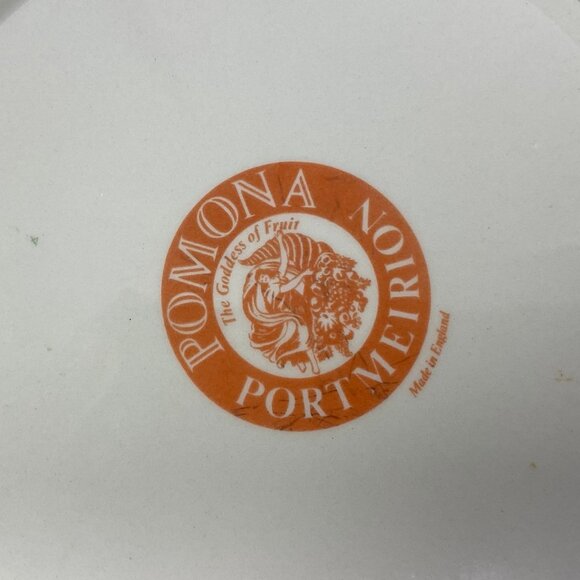 POMONA
The Goddess of Fruit
PORTMEIRION
Made in England